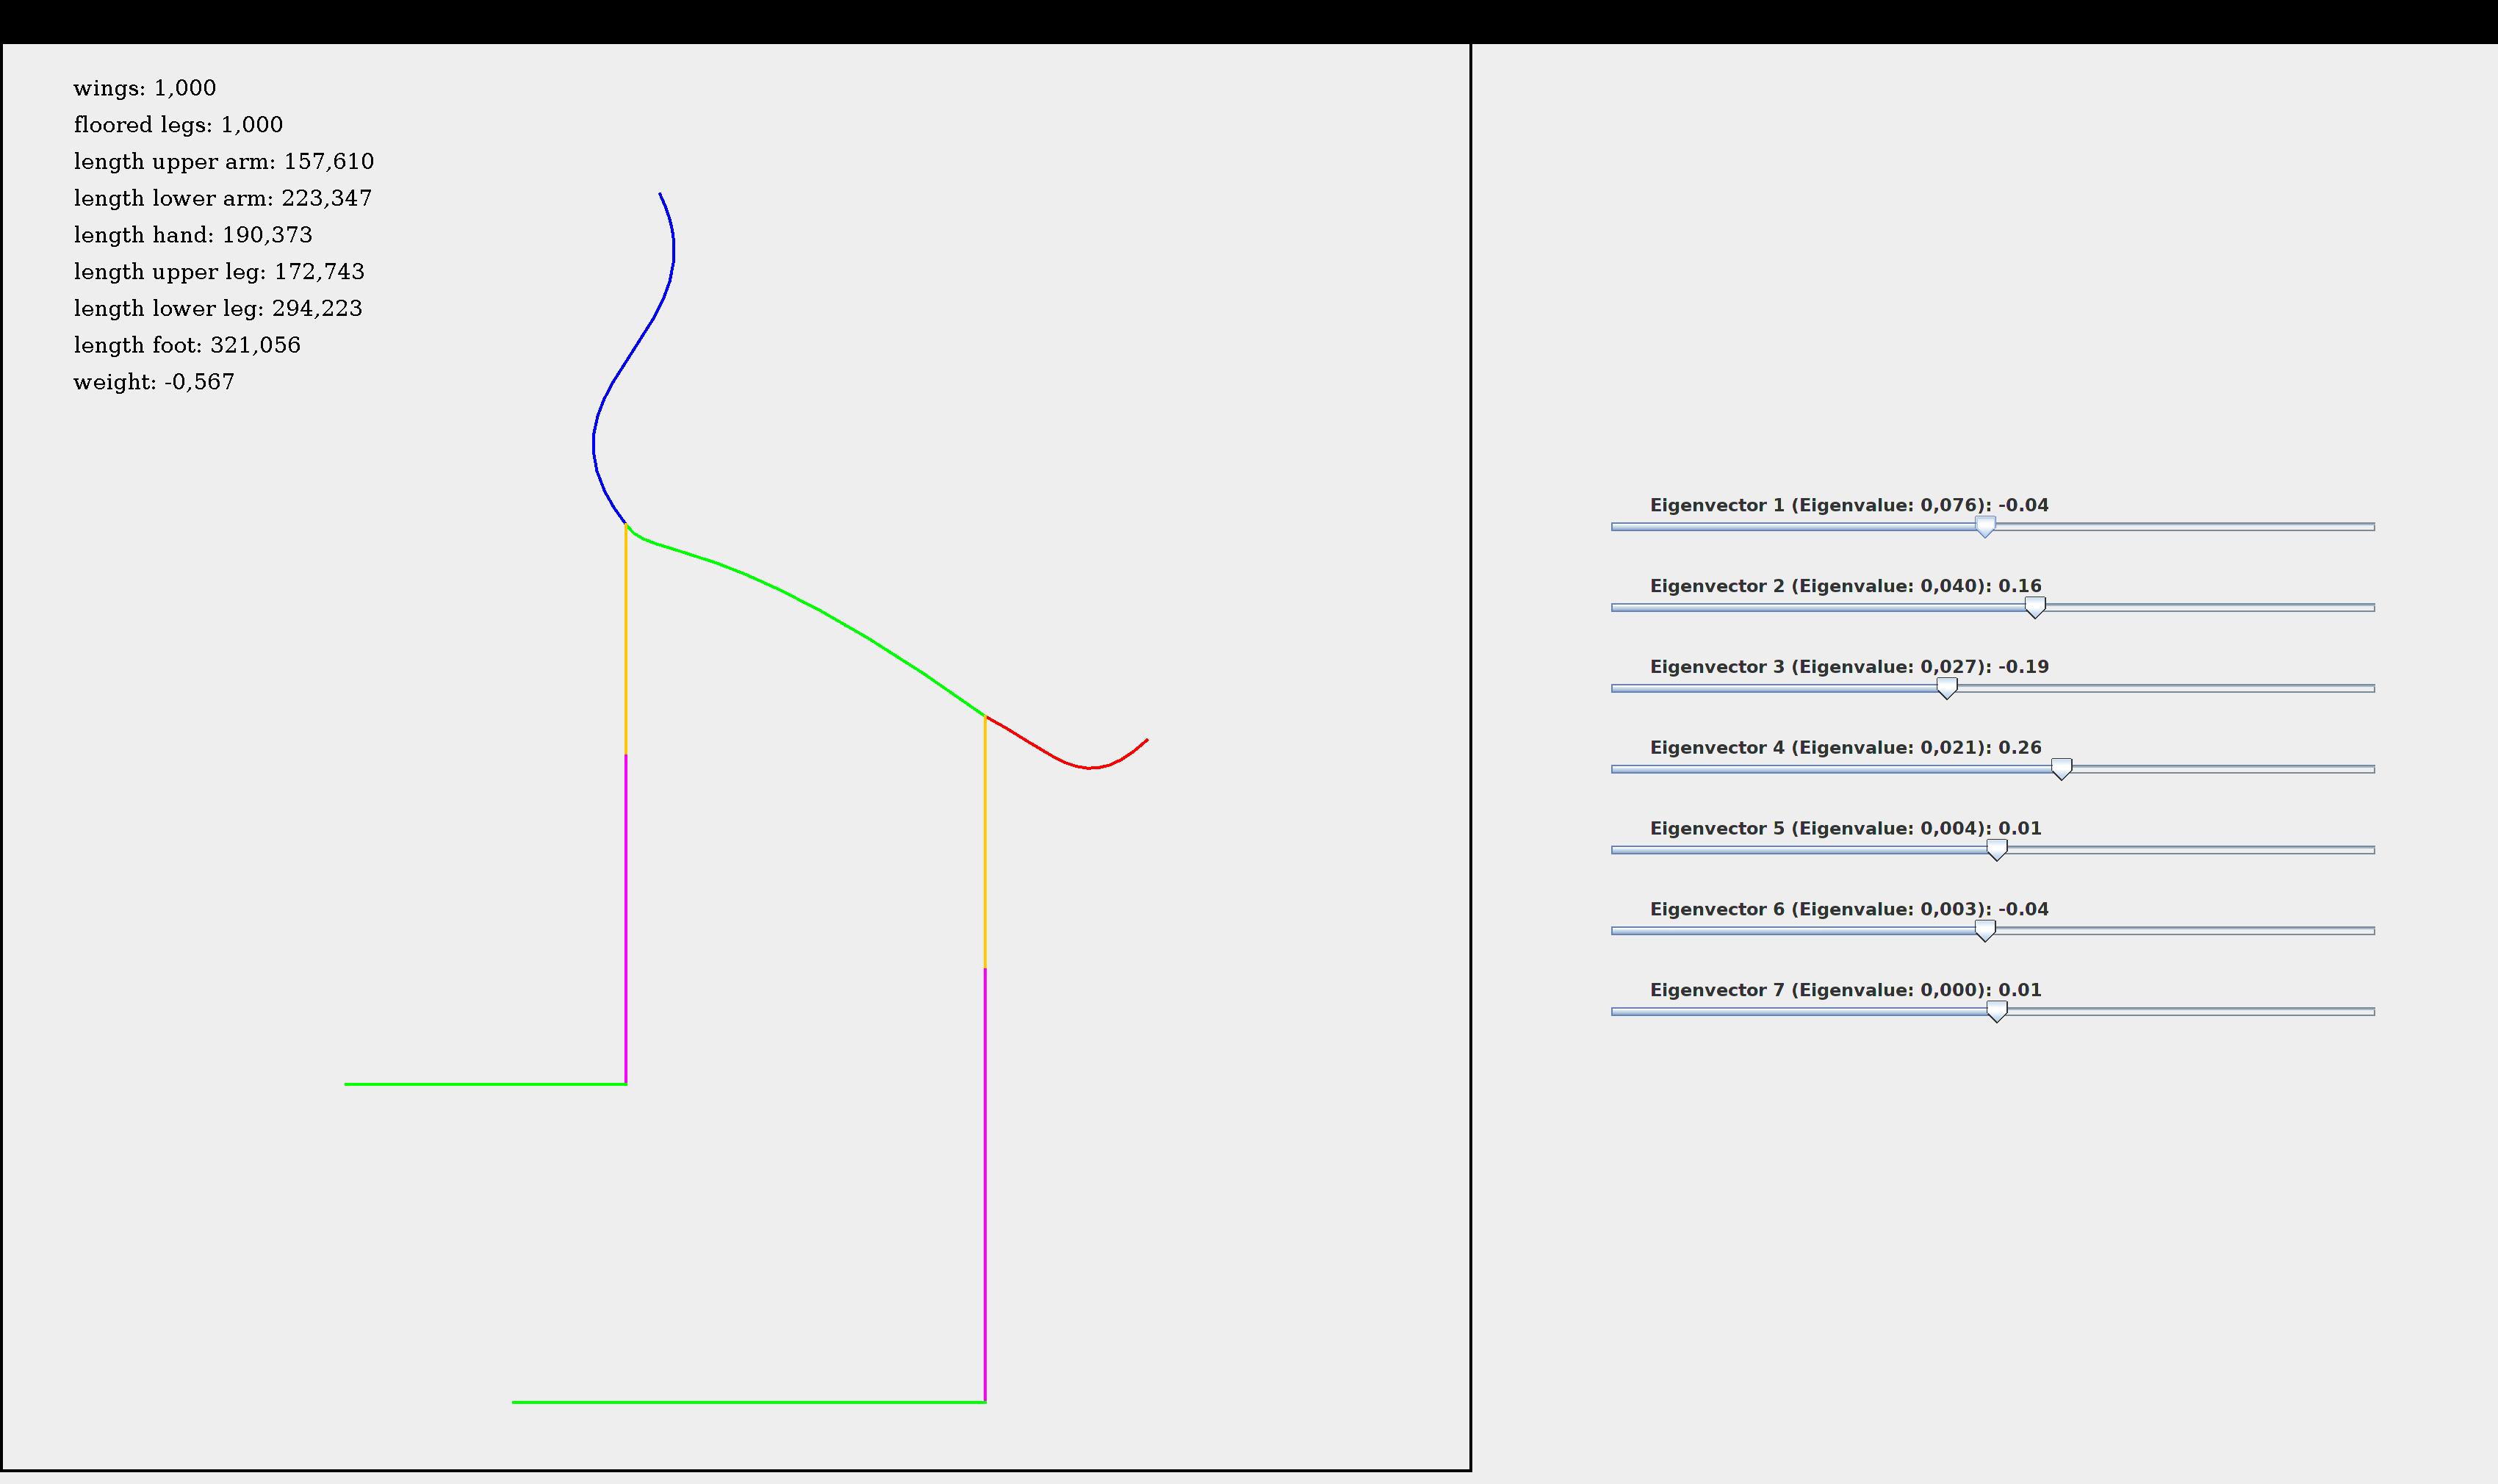 wings: 1,000
floored legs: 1,000
length upper arm: 157,610
length lower arm: 223,347
length hand: 190,373
length upper leg: 172,743
length lower leg: 294,223
length foot: 321,056
weight: -0,567
Eigenvector 1 (Eigenvalue: 0,076): -0.04
Eigenvector 2 (Eigenvalue: 0,040): 0.16
Eigenvector 3 (Eigenvalue: 0,027): -0.19
Eigenvector 4 (Eigenvalue: 0,021): 0.26
Eigenvector 5 (Eigenvalue: 0,004): 0.01
Eigenvector 6 (Eigenvalue: 0,003): -0.04
Eigenvector 7 (Eigenvalue: 0,000): 0.01